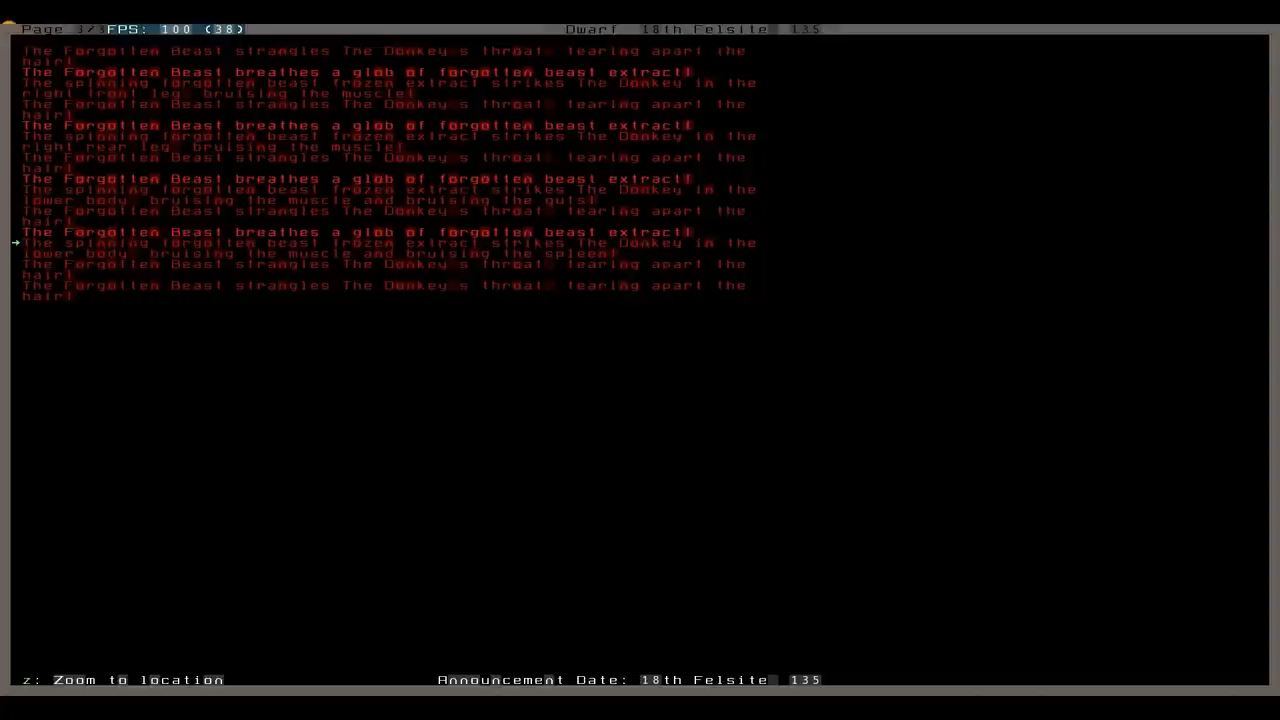 Page 3/3 FPS: 100 (38) Dwarf 18th Felsite 135
The Forgotten Beast strangles The Donkey's throat, tearing apart the
hair!
The Forgotten Beast breathes a glob of forgotten beast extract!
The spinning forgotten beast frozen extract strikes The Donkey in the
right front leg, bruising the muscle!
The Forgotten Beast strangles The Donkey's throat, tearing apart the
hair!
The Forgotten Beast breathes a glob of forgotten beast extract!
The spinning forgotten beast frozen extract strikes The Donkey in the
right rear leg, bruising the muscle!
The Forgotten Beast strangles The Donkey's throat, tearing apart the
hair!
The Forgotten Beast breathes a glob of forgotten beast extract!
The spinning forgotten beast frozen extract strikes The Donkey in the
lower body, bruising the muscle and bruising the guts!
The Forgotten Beast strangles The Donkey's throat, tearing apart the
hair!
The Forgotten Beast breathes a glob of forgotten beast extract!
The spinning forgotten beast frozen extract strikes The Donkey in the
lower body, bruising the muscle and bruising the spleen!
The Forgotten Beast strangles The Donkey's throat, tearing apart the
hair!
The Forgotten Beast strangles The Donkey's throat, tearing apart the
hair!
z: Zoom to location Announcement Date: 18th Felsite, 135